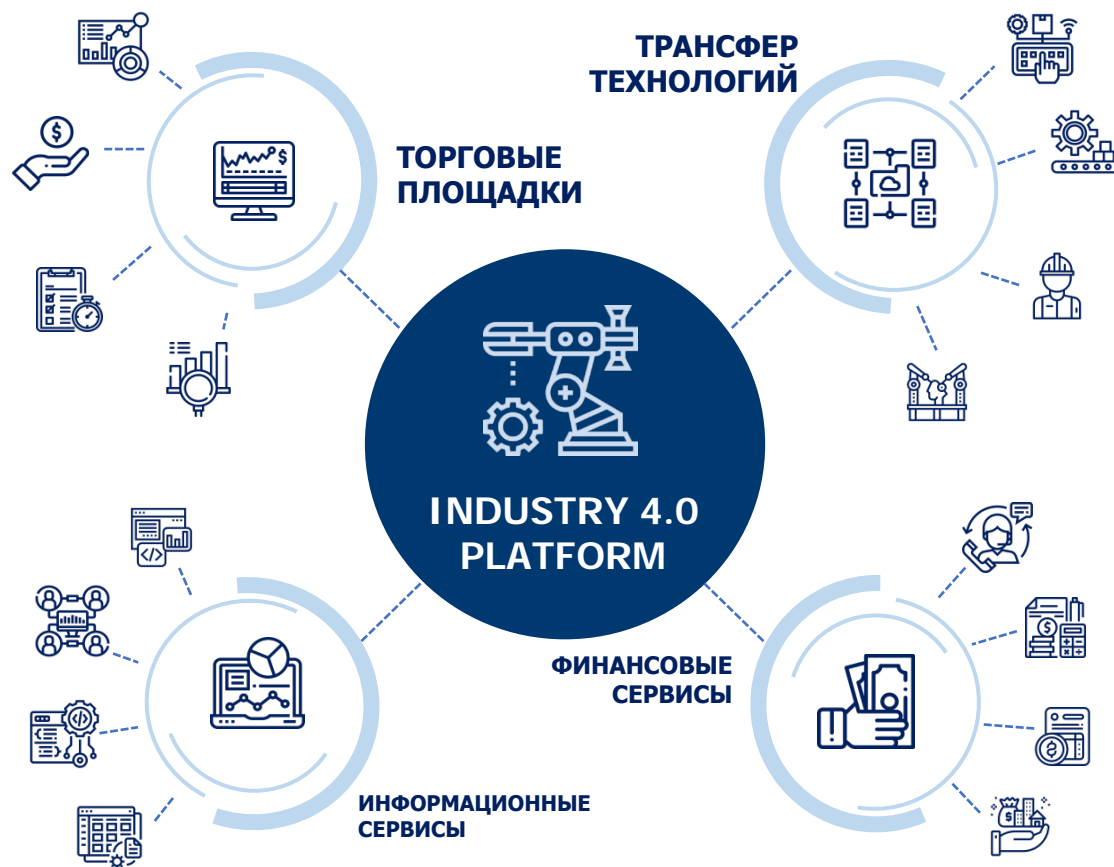 ТРАНСФЕР
ТЕХНОЛОГИЙ
ТОРГОВЫЕ
ПЛОЩАДКИ
INDUSTRY 4.0
PLATFORM
ФИНАНСОВЫЕ
СЕРВИСЫ
ИНФОРМАЦИОННЫЕ
СЕРВИСЫ